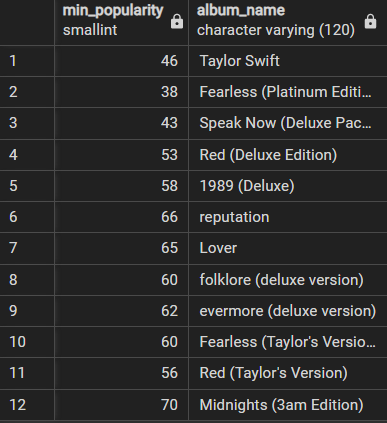 min_popularity album_name
smallint character varying (120)
1 46 Taylor Swift
2 38 Fearless (Platinum Editi...
3 43 Speak Now (Deluxe Pac...
4 53 Red (Deluxe Edition)
5 58 1989 (Deluxe)
6 66 reputation
7 65 Lover
8 60 folklore (deluxe version)
9 62 evermore (deluxe version)
10 60 Fearless (Taylor's Versio...
11 56 Red (Taylor's Version)
12 70 Midnights (3am Edition)